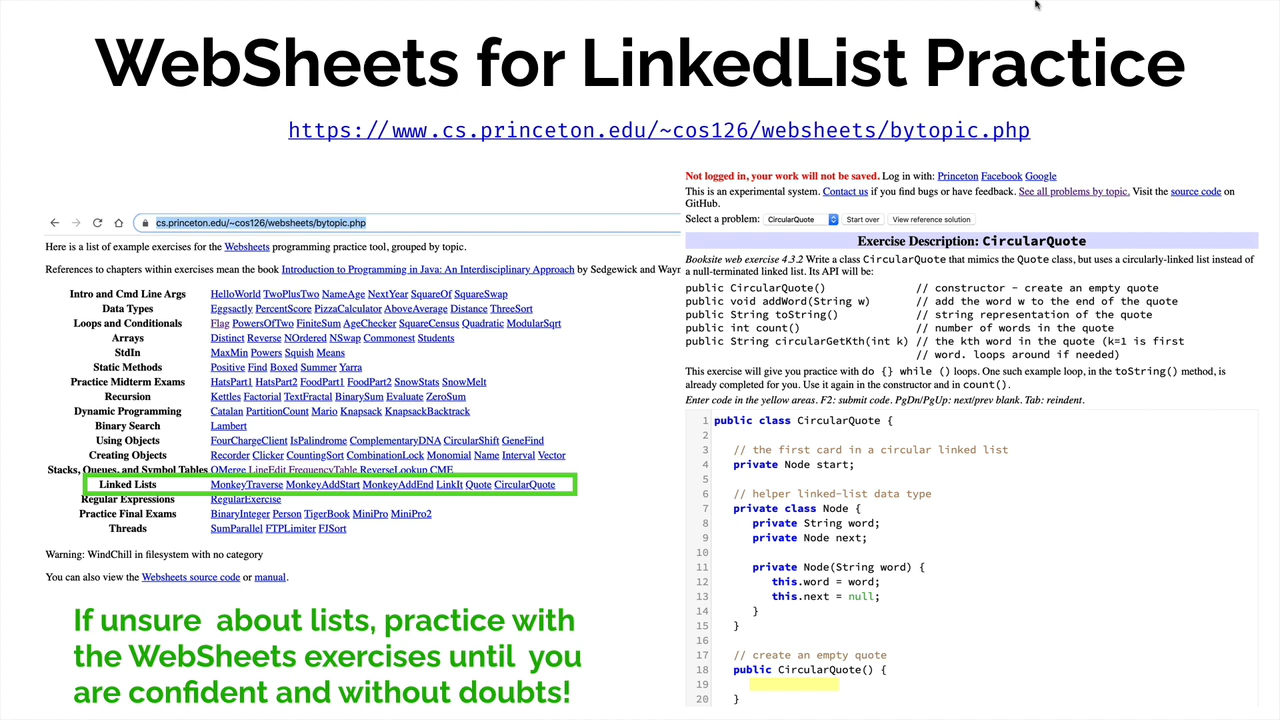 WebSheets for LinkedList Practice
https://www.cs.princeton.edu/~cos126/websheets/bytopic.php
cs.princeton.edu/~cos126/websheets/bytopic.php
Here is a list of example exercises for the Websheets programming practice tool, grouped by topic.
References to chapters within exercises mean the book Introduction to Programming in Java: An Interdisciplinary Approach by Sedgewick and Wayn
Intro and Cmd Line Args HelloWorld TwoPlusTwo NameAge NextYear SquareOf SquareSwap
Data Types Eggsactly PercentScore PizzaCalculator AboveAverage Distance ThreeSort
Loops and Conditionals Flag PowersOfTwo FiniteSum AgeChecker SquareCensus Quadratic ModularSqrt
Arrays Distinct Reverse NOrdered NSwap Commonest Students
StdIn MaxMin Powers Squish Means
Static Methods Positive Find Boxed Summer Yarra
Practice Midterm Exams HatsPart1 HatsPart2 FoodPart1 FoodPart2 SnowStats SnowMelt
Recursion Kettles Factorial TextFractal BinarySum Evaluate ZeroSum
Dynamic Programming Catalan PartitionCount Mario Knapsack KnapsackBacktrack
Binary Search Lambert
Using Objects FourChargeClient IsPalindrome ComplementaryDNA CircularShift GeneFind
Creating Objects Recorder Clicker CountingSort CombinationLock Monomial Name Interval Vector
Stacks, Queues, and Symbol Tables QMerge LineEdit FrequencyTable ReverseLookup CME
Linked Lists MonkeyTraverse MonkeyAddStart MonkeyAddEnd LinkIt Quote CircularQuote
Regular Expressions RegularExercise
Practice Final Exams BinaryInteger Person TigerBook MiniPro MiniPro2
Threads SumParallel FTPLimiter FJSort
Warning: WindChill in filesystem with no category
You can also view the Websheets source code or manual.
If unsure about lists, practice with
the WebSheets exercises until you
are confident and without doubts!
Not logged in, your work will not be saved. Log in with: Princeton Facebook Google
This is an experimental system. Contact us if you find bugs or have feedback. See all problems by topic. Visit the source code on
GitHub.
Select a problem: CircularQuote Start over View reference solution
Exercise Description: CircularQuote
Booksite web exercise 4.3.2 Write a class CircularQuote that mimics the Quote class, but uses a circularly-linked list instead of
a null-terminated linked list. Its API will be:
public CircularQuote() // constructor - create an empty quote
public void addWord(String w) // add the word w to the end of the quote
public String toString() // string representation of the quote
public int count() // number of words in the quote
public String circularGetKth(int k) // the kth word in the quote (k=1 is first
// word. loops around if needed)
This exercise will give you practice with do {} while () loops. One such example loop, in the toString() method, is
already completed for you. Use it again in the constructor and in count().
Enter code in the yellow areas. F2: submit code. PgDn/PgUp: next/prev blank. Tab: reindent.
1 public class CircularQuote {
2
3 // the first card in a circular linked list
4 private Node start;
5
6 // helper linked-list data type
7 private class Node {
8 private String word;
9 private Node next;
10
11 private Node(String word) {
12 this.word = word;
13 this.next = null;
14 }
15 }
16
17 // create an empty quote
18 public CircularQuote() {
19
20 }